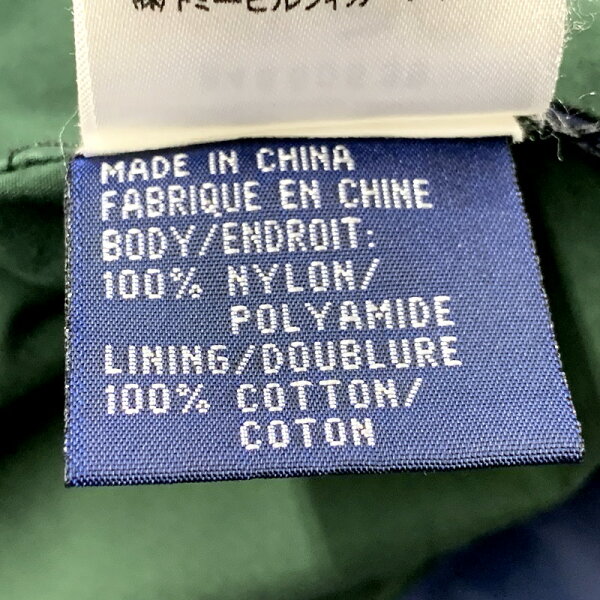 MADE IN CHINA
FABRIQUE EN CHINE
BODY/ENDROIT:
100% NYLON/
POLYAMIDE
LINING/DOUBLURE
100% COTTON/
COTON